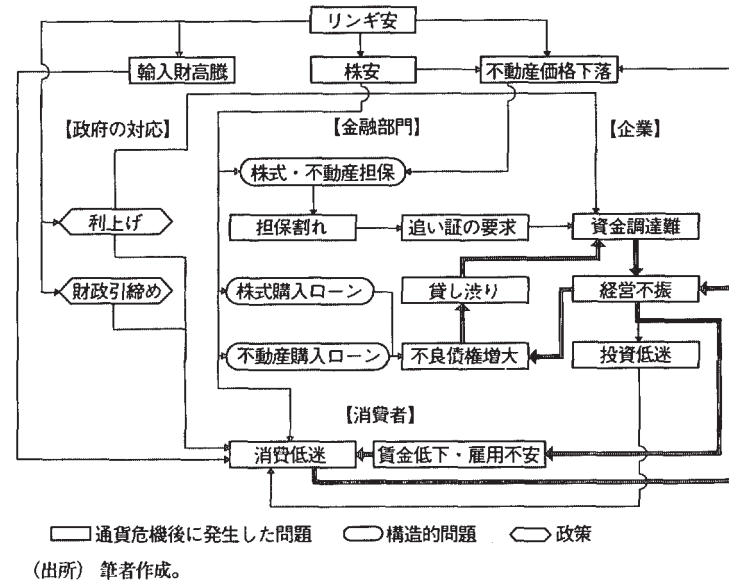 リンギ安
輸入財高騰
株安
不動産価格下落
【政府の対応】
【金融部門】
【企業】
株式・不動産担保
利上げ
担保割れ
追い証の要求
資金調達難
財政引締め
株式購入ローン
貸し渋り
経営不振
不動産購入ローン
不良債権増大
投資低迷
【消費者】
消費低迷
賃金低下・雇用不安
通貨危機後に発生した問題
構造的問題
政策
(出所) 筆者作成。